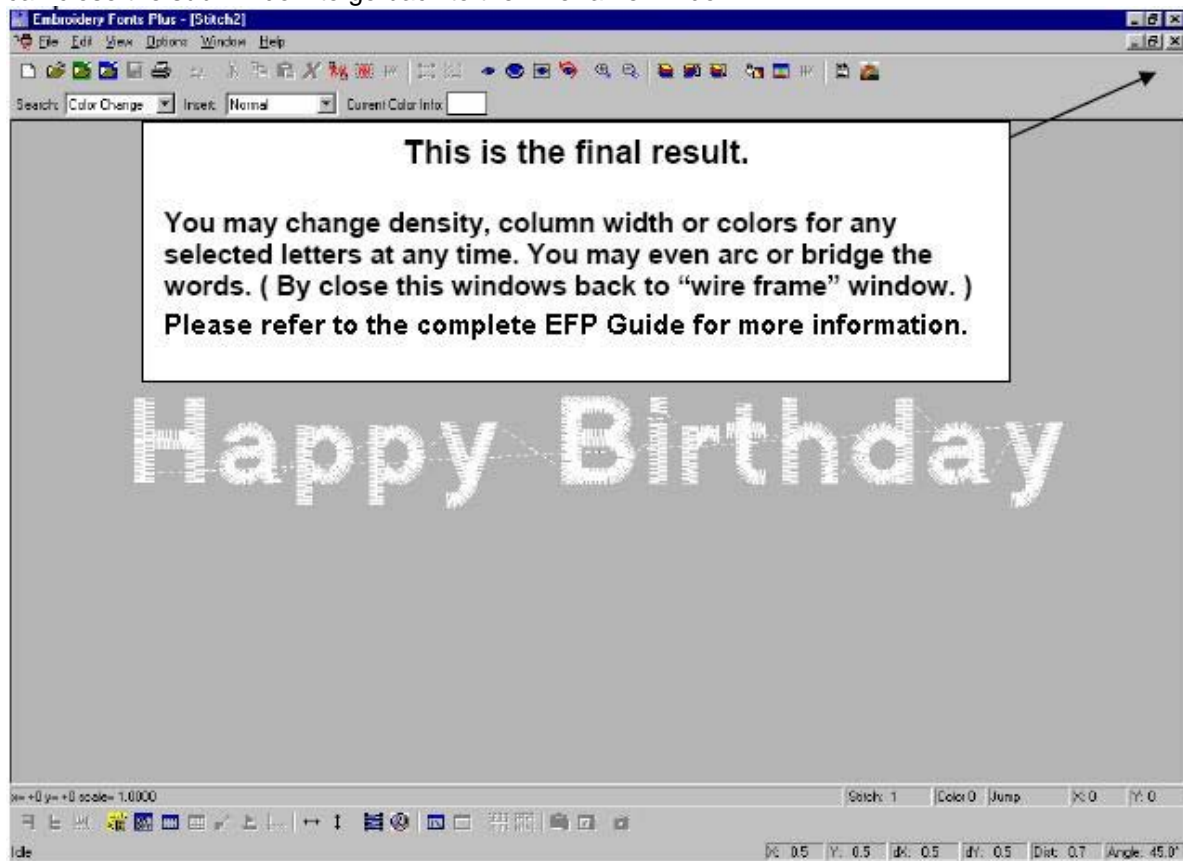 Embroidery Fonts Plus - [Stitch2]
File Edit View Options Window Help
Search: Color Change Insert: Normal Current Color Info:
This is the final result.
You may change density, column width or colors for any
selected letters at any time. You may even arc or bridge the
words. ( By close this windows back to “wire frame” window. )
Please refer to the complete EFP Guide for more information.
Happy Birthday
x= +0 y= +0 scale= 1.0000 Stitch: 1 Color 0 Jump X: 0 Y: 0
Idle X: 0.5 Y: 0.5 dX: 0.5 dY: 0.5 Dist: 0.7 Angle: 45.0°